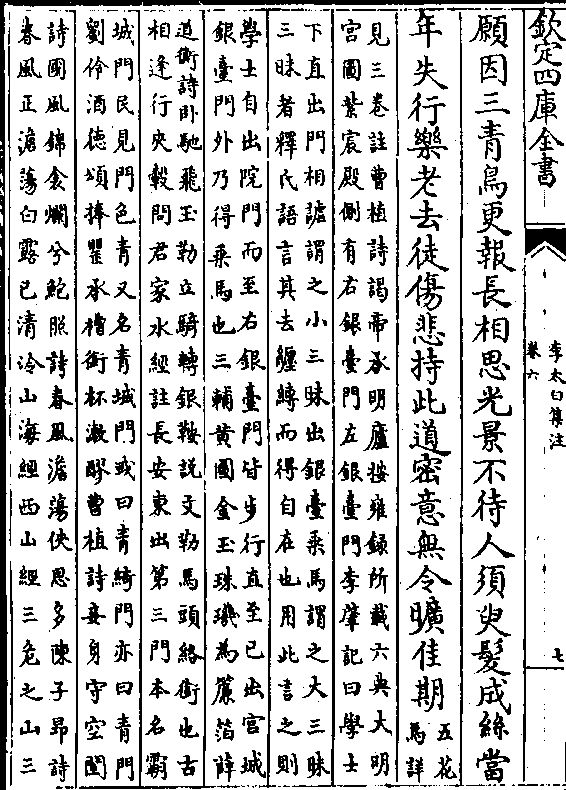 欽定四庫全書
李太白集注
卷六
七
願因三青鳥更報長相思光景不待人須臾髮成絲當
年失行樂老去徒傷悲持此道密意無令曠佳期
五花
馬詳
見三卷註曹植詩謁帝承明廬按雍録所載六典大明
宮圖紫宸殿側有右銀臺門左銀臺門李肇記曰學士
下直出門相謔謂之小三昧出銀臺乗馬謂之大三昧
三昧者釋氏語言其去纏縛而得自在也用此言之則
學士自出院門而至右銀臺門皆步行直至已出宮城
銀臺門外乃得乗馬也三輔黄圖金玉珠璣為簾箔薛
道衡詩卧馳飛玉勒立騎轉銀鞍説文勒馬頭絡銜也古
相逢行夾轂問君家水經註長安東出第三門本名霸
城門民見門色青又名青城門或曰青綺門亦曰青門
劉伶酒德頌捧罌承槽銜杯漱醪曹植詩妾身守空閨
詩國風錦衾爛兮鮑照詩春風澹蕩俠思多陳子昂詩
春風正澹蕩白露已清泠山海經西山經三危之山三